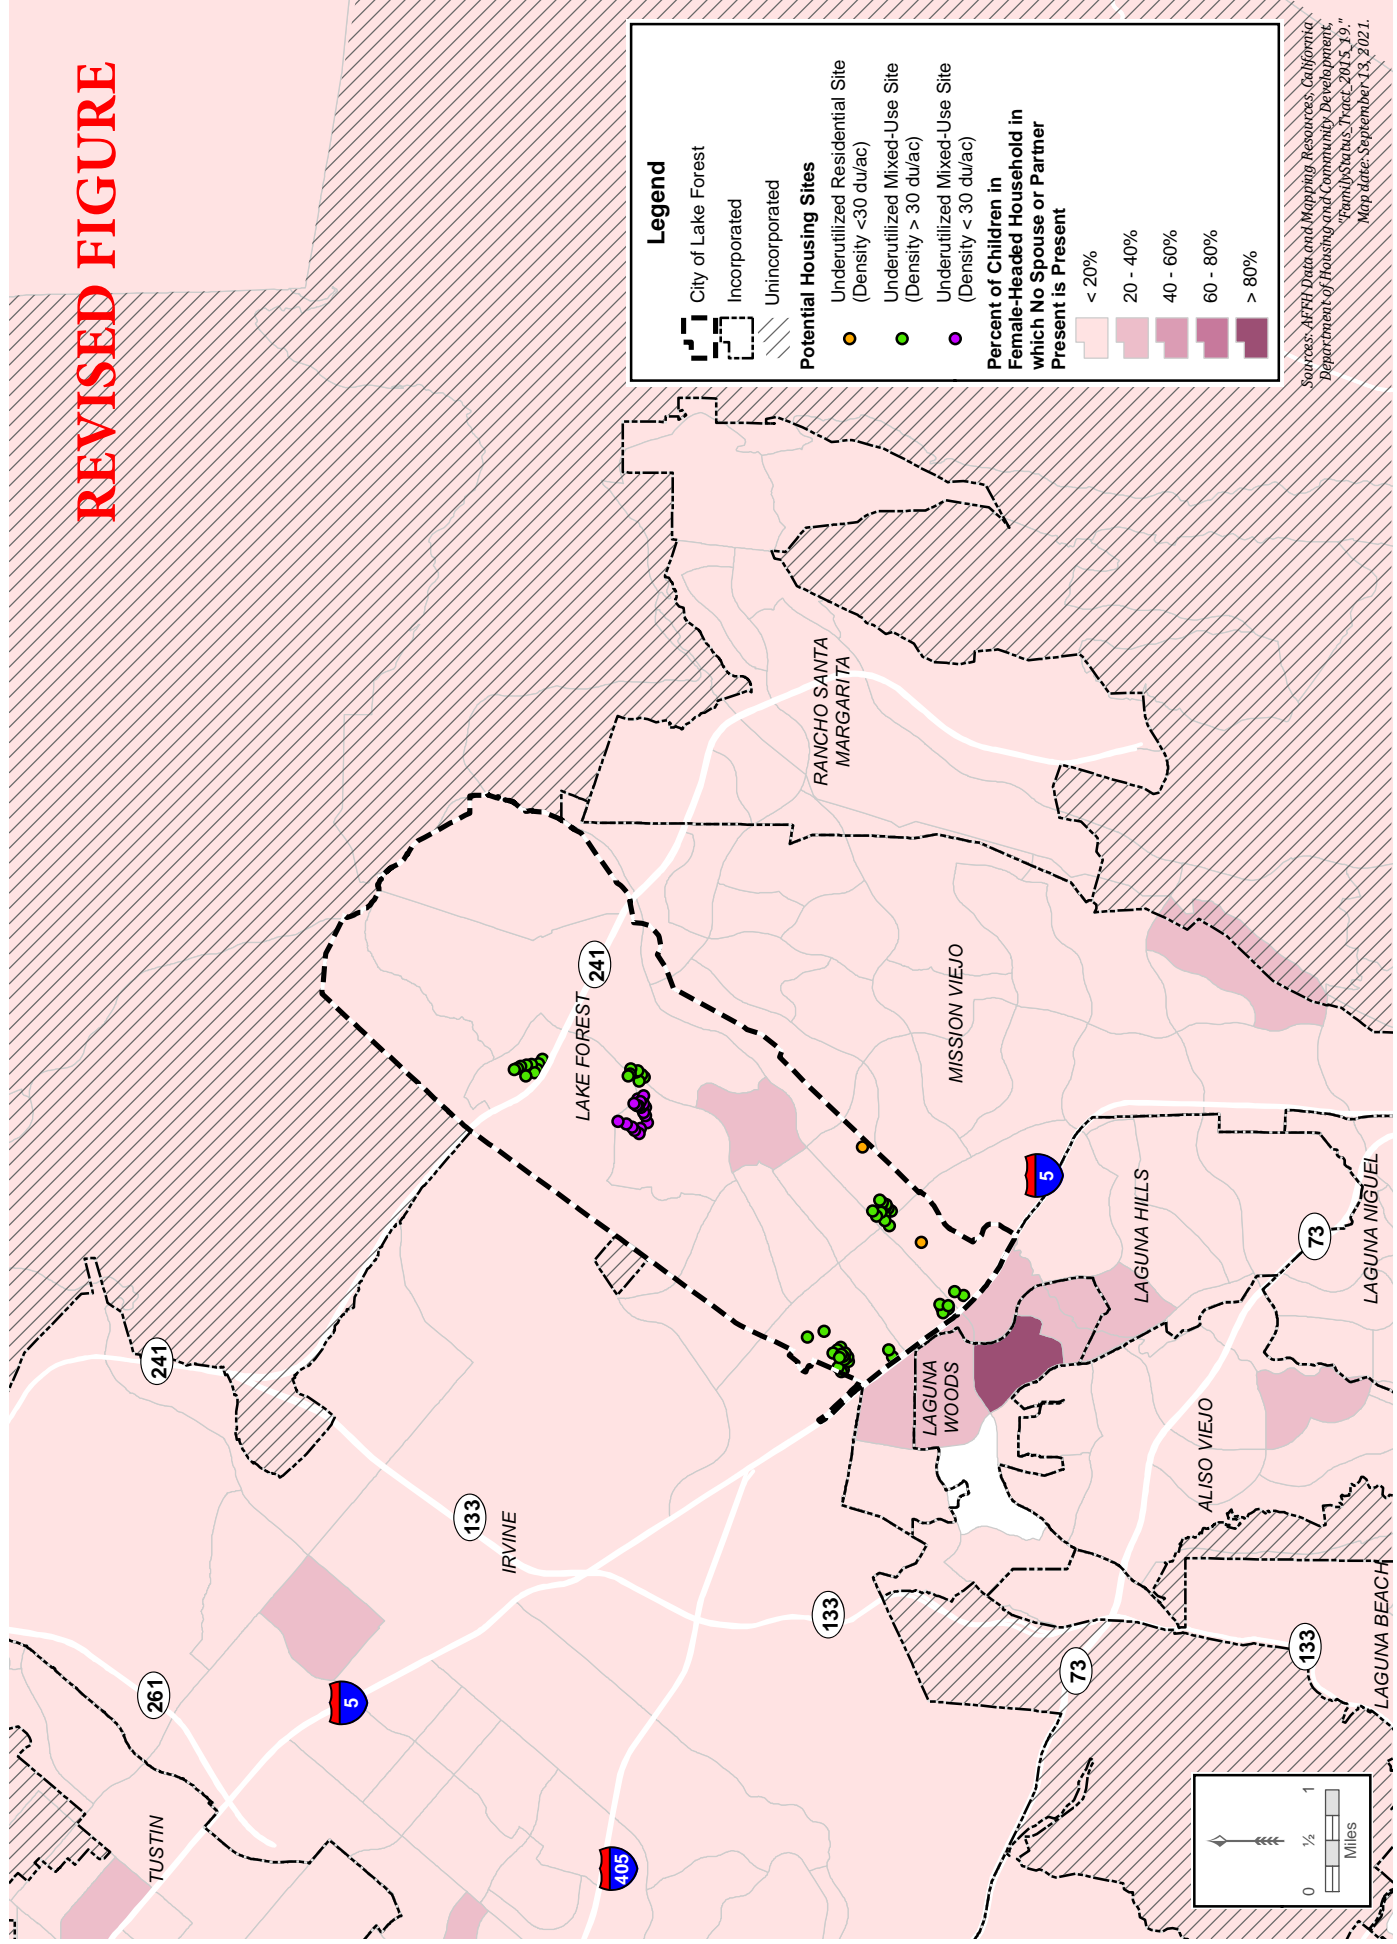 REVISED FIGURE
TUSTIN
261
5
405
241
133
IRVINE
133
73
133
LAGUNA BEACH
ALISO VIEJO
LAGUNA
WOODS
LAGUNA HILLS
73
LAGUNA NIGUEL
5
LAKE FOREST
241
MISSION VIEJO
RANCHO SANTA
MARGARITA
Legend
City of Lake Forest
Incorporated
Unincorporated
Potential Housing Sites
Underutilized Residential Site
(Density <30 du/ac)
Underutilized Mixed-Use Site
(Density > 30 du/ac)
Underutilized Mixed-Use Site
(Density < 30 du/ac)
Percent of Children in
Female-Headed Household in
which No Spouse or Partner
Present is Present
< 20%
20 - 40%
40 - 60%
60 - 80%
> 80%
Sources: AFFH Data and Mapping Resources, California
Department of Housing and Community Development,
"FamilyStatus_Tract_2015_19."
Map date: September 13, 2021.
0 ½ 1
Miles